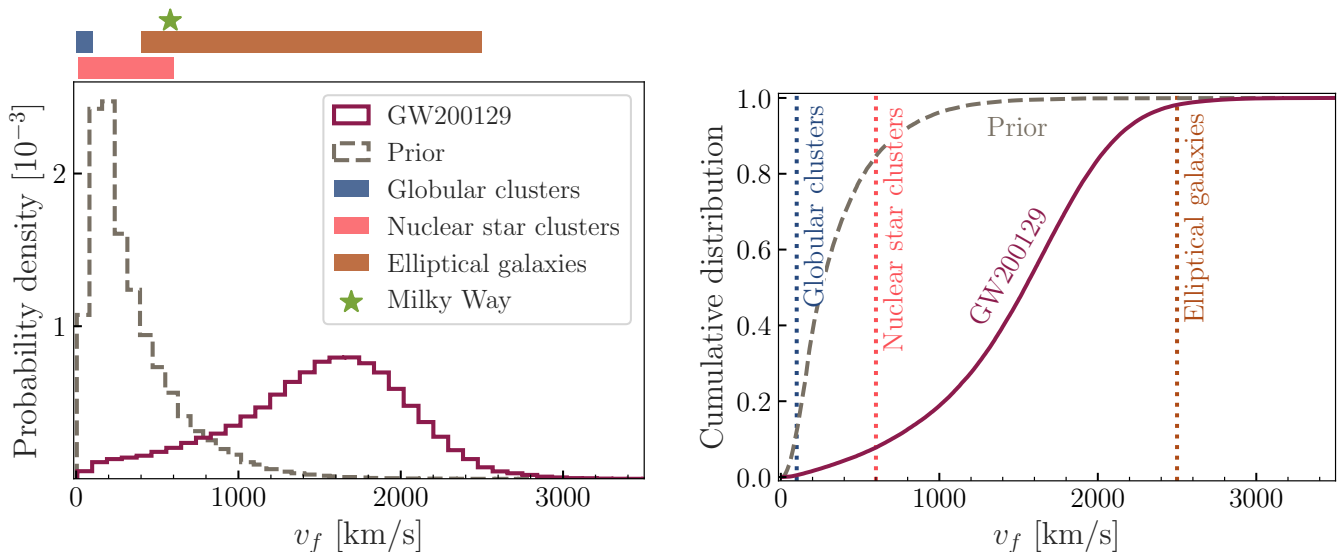 Probability density [10⁻³]
2
1
GW200129
Prior
Globular clusters
Nuclear star clusters
Elliptical galaxies
Milky Way
0
1000
2000
3000
v_f [km/s]
Cumulative distribution
1.0
0.8
0.6
0.4
0.2
0.0
Globular clusters
Nuclear star clusters
Prior
GW200129
Elliptical galaxies
0
1000
2000
3000
v_f [km/s]